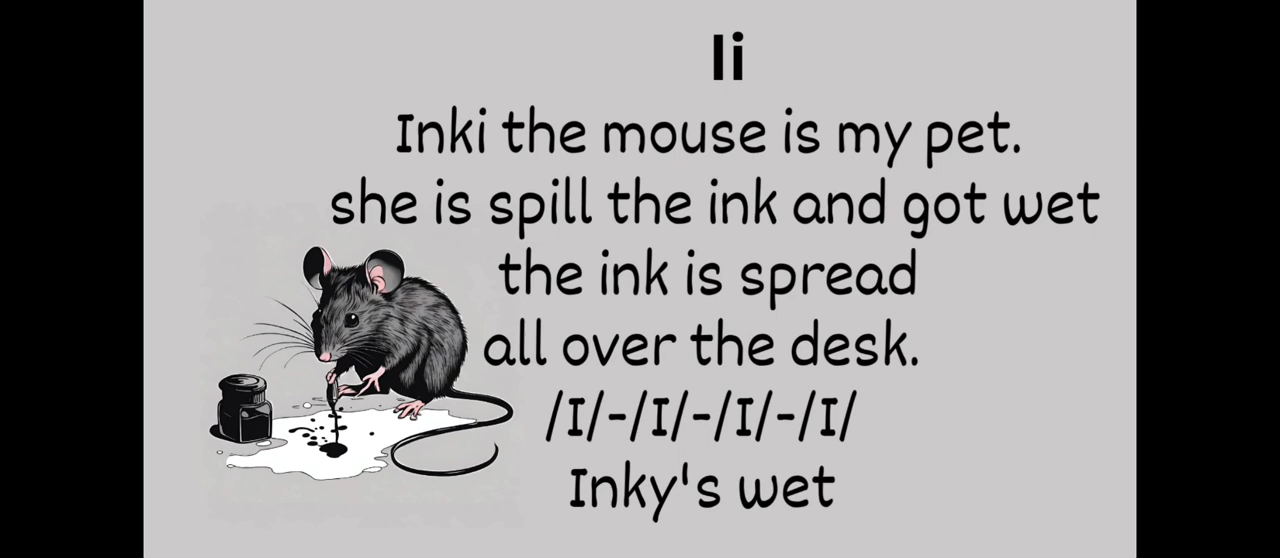 Ii
Inki the mouse is my pet.
she is spill the ink and got wet
the ink is spread
all over the desk.
/I/-/I/-/I/-/I/
Inky's wet